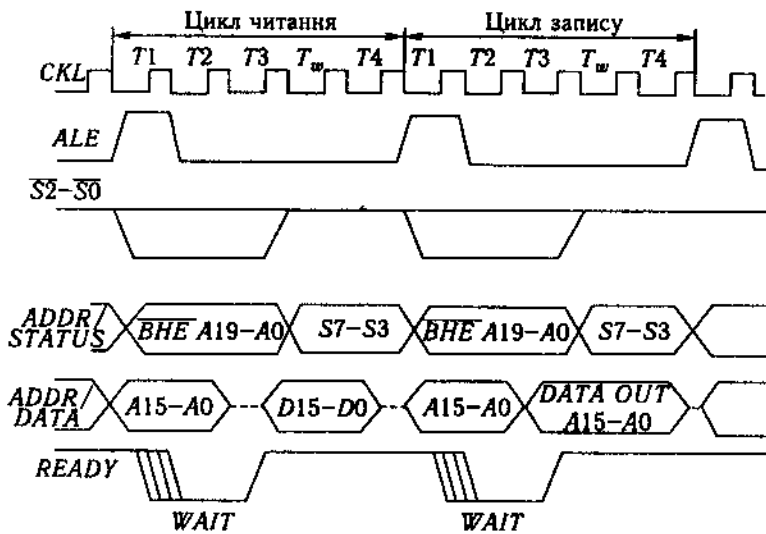 Цикл читання Цикл запису
T1 T2 T3 Tw T4 T1 T2 T3 Tw T4
CKL
ALE
S2-S0
ADDR/
STATUS
BHE A19-A0 S7-S3 BHE A19-A0 S7-S3
ADDR/
DATA
A15-A0 D15-D0 A15-A0 DATA OUT
A15-A0
READY
WAIT WAIT